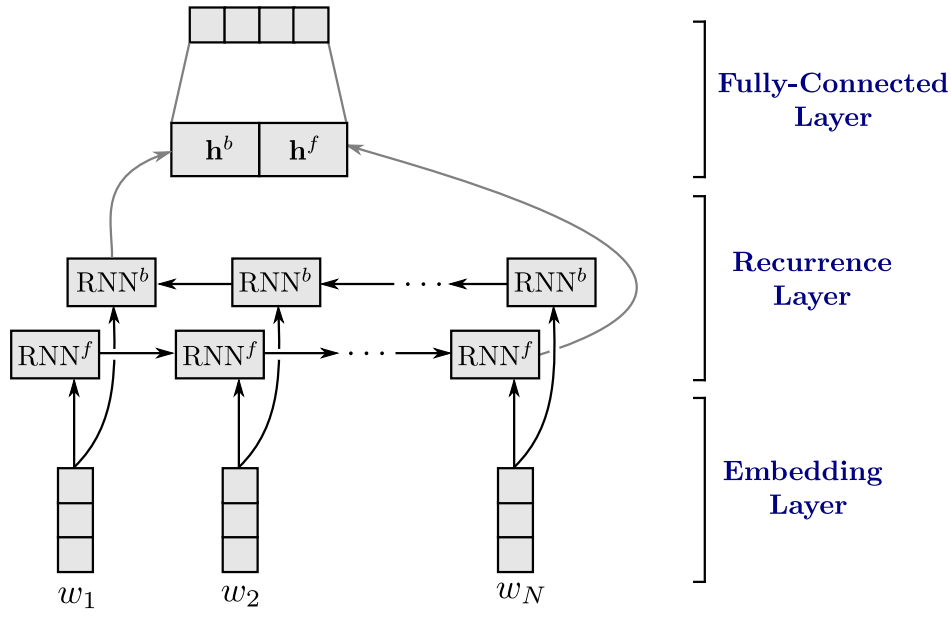 Fully-Connected
Layer
h^b h^f
RNN^b RNN^b ··· RNN^b
Recurrence
Layer
RNN^f RNN^f ··· RNN^f
Embedding
Layer
w_1 w_2 w_N